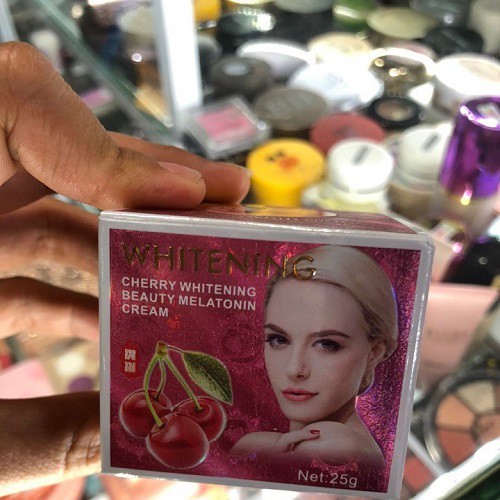 WHITENING
CHERRY WHITENING
BEAUTY MELATONIN
CREAM
Net:25g